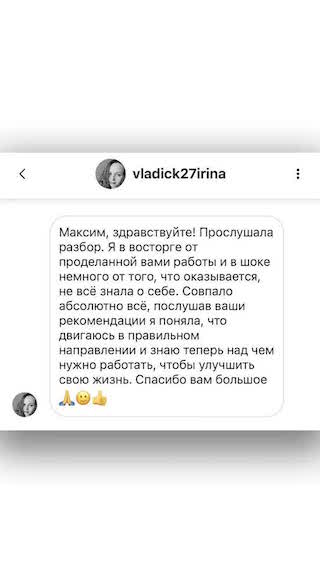 vladick27irina
Максим, здравствуйте! Прослушала
разбор. Я в восторге от
проделанной вами работы и в шоке
немного от того, что оказывается,
не всё знала о себе. Совпало
абсолютно всё, послушав ваши
рекомендации я поняла, что
двигаюсь в правильном
направлении и знаю теперь над чем
нужно работать, чтобы улучшить
свою жизнь. Спасибо вам большое
🙏🙂👍